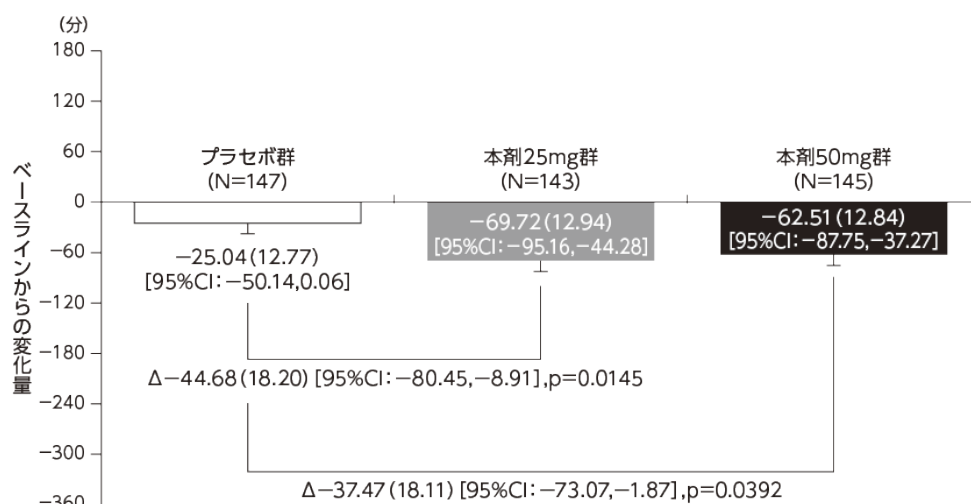 (分)
180
120
60
0
−60
−120
−180
−240
−300
−360
ベースラインからの変化量
プラセボ群
(N=147)
本剤25mg群
(N=143)
本剤50mg群
(N=145)
−25.04(12.77)
[95%CI:−50.14,0.06]
−69.72(12.94)
[95%CI:−95.16,−44.28]
−62.51(12.84)
[95%CI:−87.75,−37.27]
Δ−44.68(18.20)[95%CI:−80.45,−8.91],p=0.0145
Δ−37.47(18.11)[95%CI:−73.07,−1.87],p=0.0392